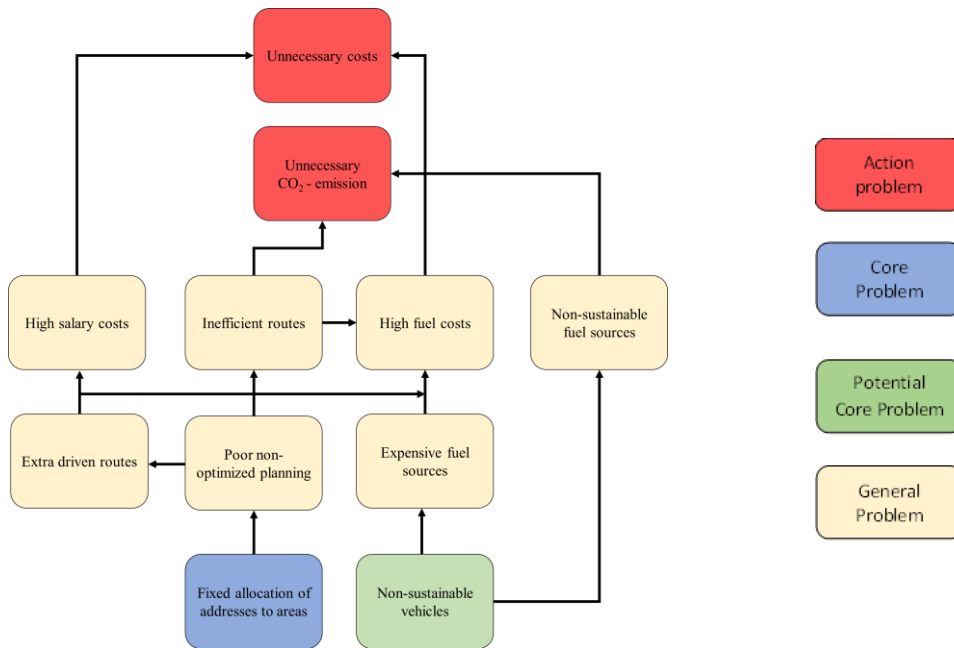 Unnecessary costs
Unnecessary
CO₂ - emission
High salary costs
Inefficient routes
High fuel costs
Non-sustainable
fuel sources
Extra driven routes
Poor non-
optimized planning
Expensive fuel
sources
Fixed allocation of
addresses to areas
Non-sustainable
vehicles
Action
problem
Core
Problem
Potential
Core Problem
General
Problem